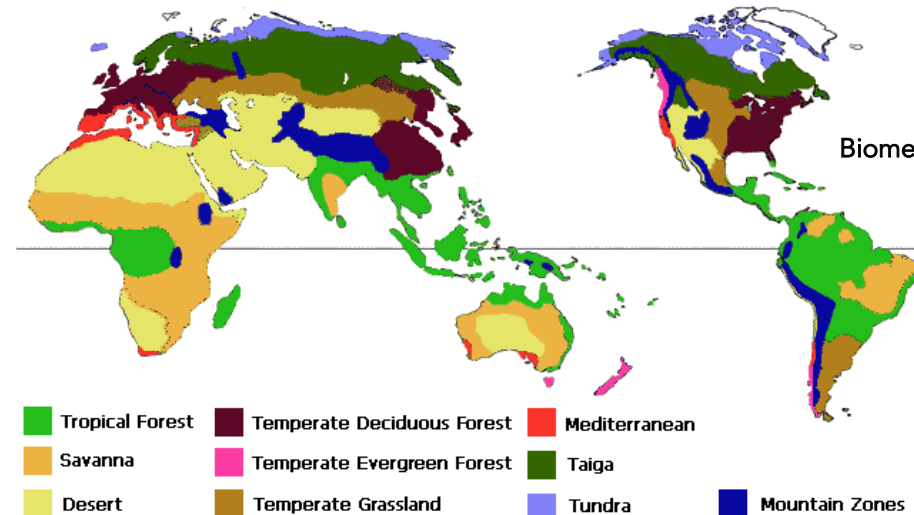 Biome
Tropical Forest
Temperate Deciduous Forest
Mediterranean
Savanna
Temperate Evergreen Forest
Taiga
Desert
Temperate Grassland
Tundra
Mountain Zones